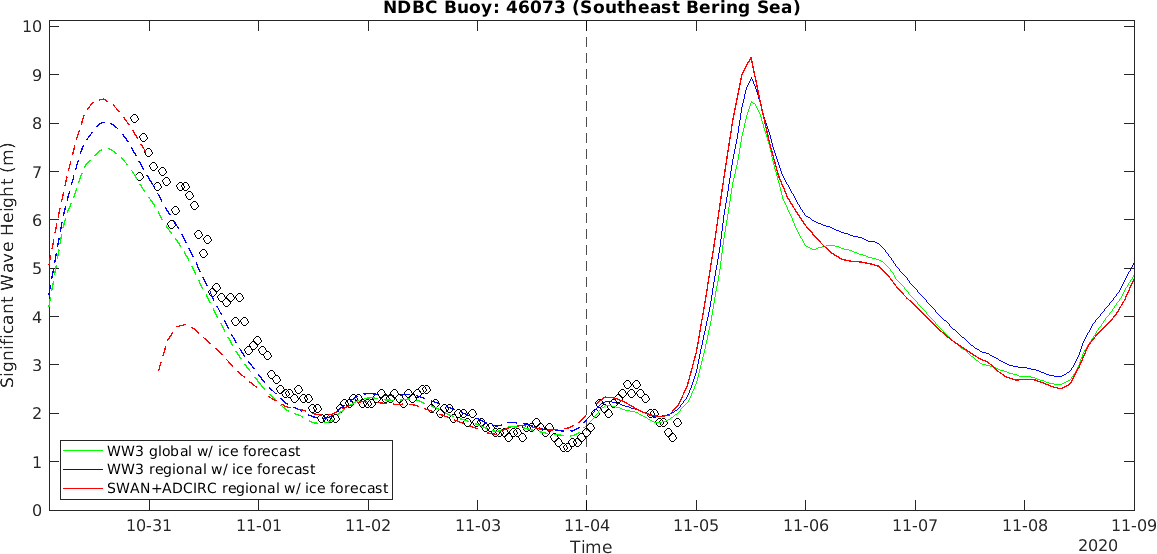 NDBC Buoy: 46073 (Southeast Bering Sea)
Significant Wave Height (m)
10
9
8
7
6
5
4
3
2
1
0
WW3 global w/ ice forecast
WW3 regional w/ ice forecast
SWAN+ADCIRC regional w/ ice forecast
10-31 11-01 11-02 11-03 11-04 11-05 11-06 11-07 11-08 11-09
Time
2020